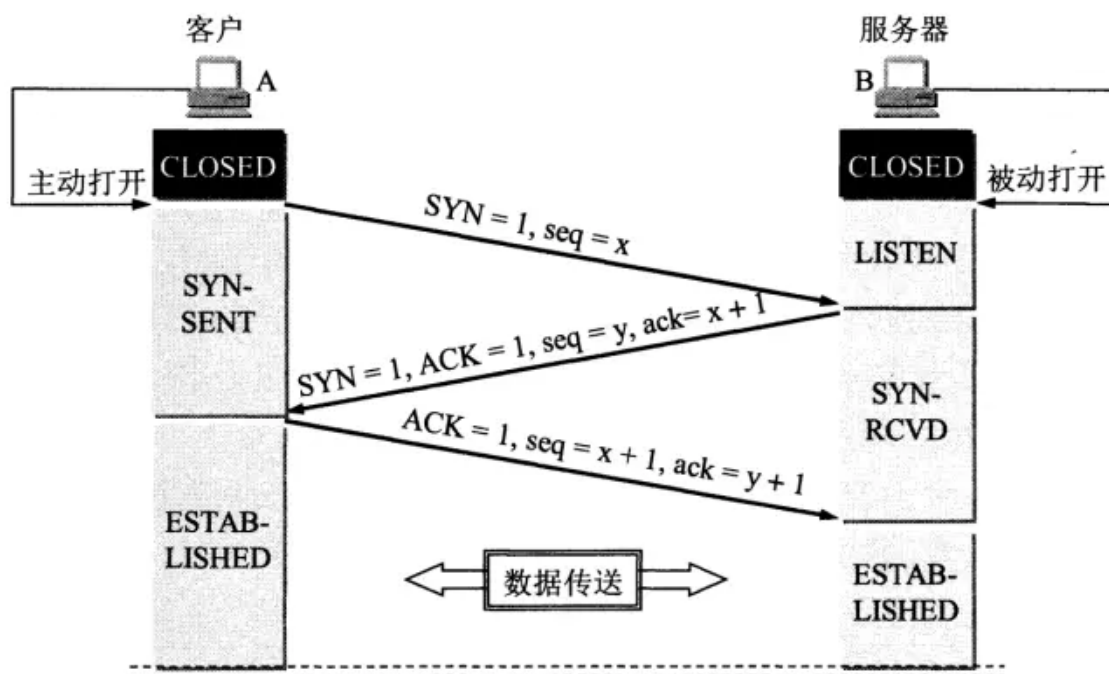 客户
服务器
A
B
CLOSED
CLOSED
主动打开
被动打开
SYN = 1, seq = x
LISTEN
SYN-
SENT
SYN = 1, ACK = 1, seq = y, ack= x + 1
SYN-
RCVD
ACK = 1, seq = x + 1, ack = y + 1
ESTAB-
LISHED
数据传送
ESTAB-
LISHED